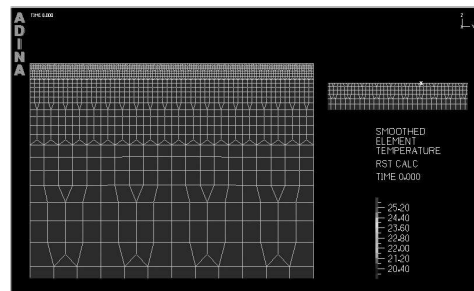 ADINA
TIME 0.000
Z
SMOOTHED
ELEMENT
TEMPERATURE
RST CALC
TIME 0.000
25.20
24.40
23.60
22.80
22.00
21.20
20.40